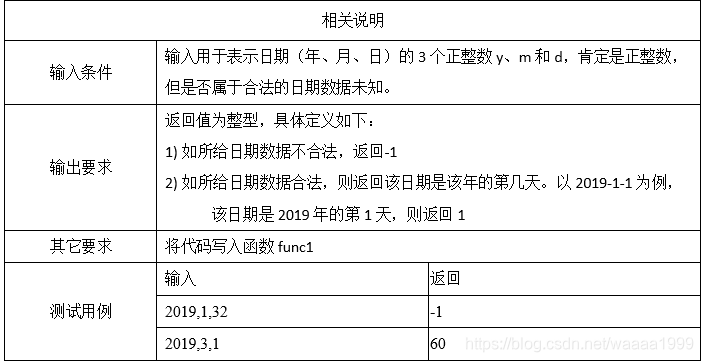 相关说明
输入条件
输入用于表示日期（年、月、日）的 3 个正整数 y、m 和 d，肯定是正整数，
但是否属于合法的日期数据未知。
输出要求
返回值为整型，具体定义如下：
1) 如所给日期数据不合法，返回-1
2) 如所给日期数据合法，则返回该日期是该年的第几天。以 2019-1-1 为例，
该日期是 2019 年的第 1 天，则返回 1
其它要求
将代码写入函数 func1
测试用例
输入
返回
2019,1,32
-1
2019,3,1
60
https://blog.csdn.net/waaaa1999